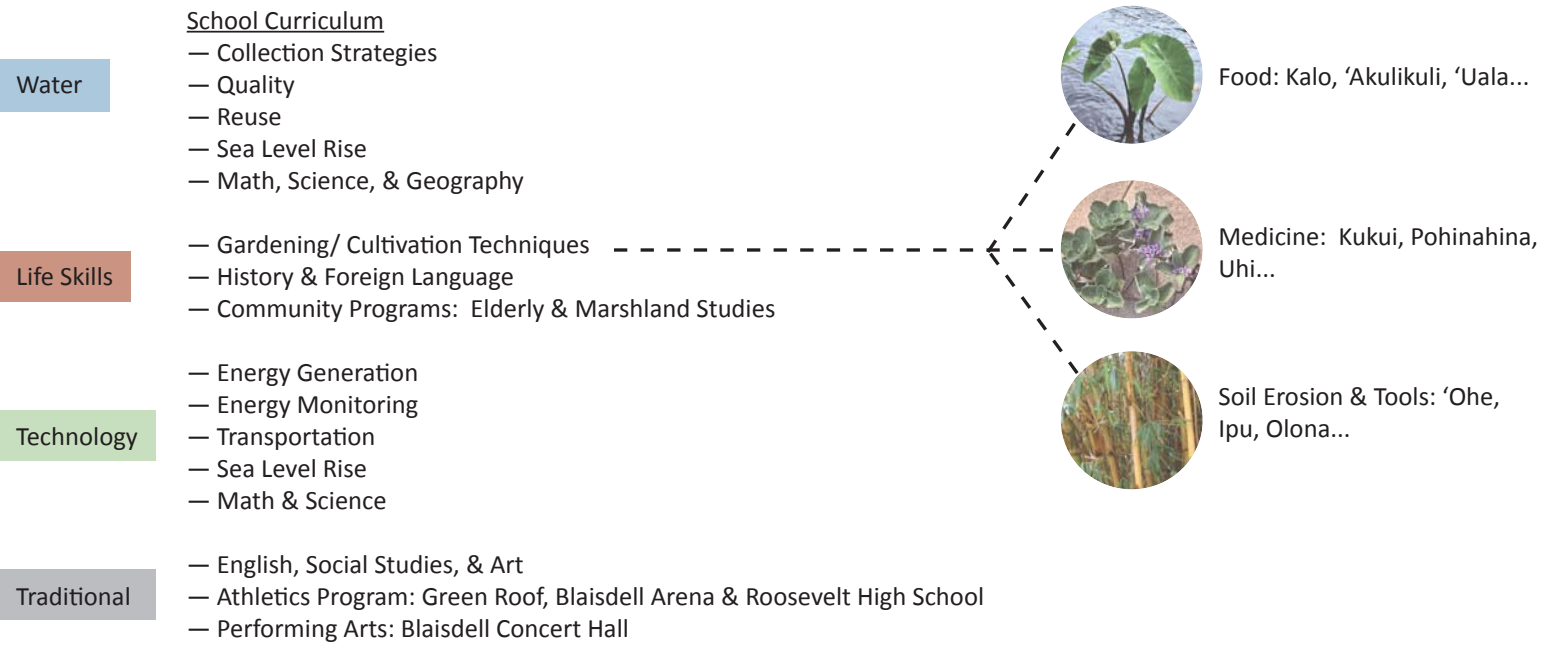 School Curriculum
— Collection Strategies
Water
— Quality
— Reuse
— Sea Level Rise
— Math, Science, & Geography
— Gardening/ Cultivation Techniques
Life Skills
— History & Foreign Language
— Community Programs:  Elderly & Marshland Studies
— Energy Generation
— Energy Monitoring
Technology
— Transportation
— Sea Level Rise
— Math & Science
— English, Social Studies, & Art
Traditional
— Athletics Program: Green Roof, Blaisdell Arena & Roosevelt High School
— Performing Arts: Blaisdell Concert Hall
Food: Kalo, ‘Akulikuli, ‘Uala...
Medicine:  Kukui, Pohinahina,
Uhi...
Soil Erosion & Tools: ‘Ohe,
Ipu, Olona...